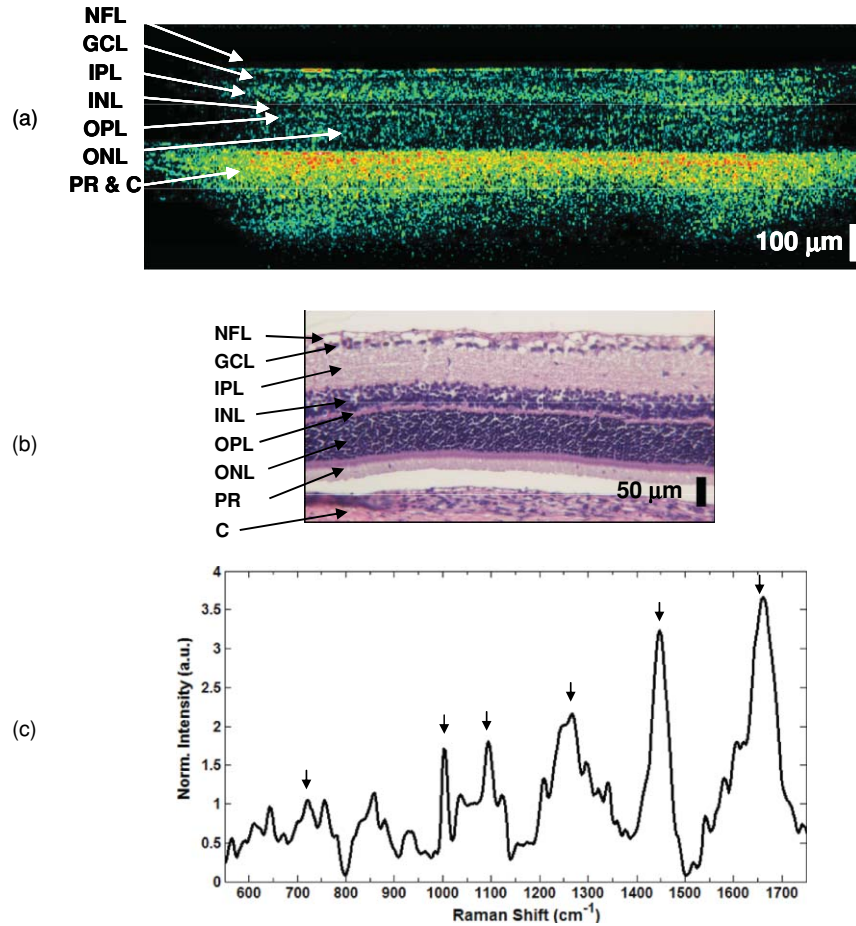 (a)
NFL
GCL
IPL
INL
OPL
ONL
PR & C
100 μm
(b)
NFL
GCL
IPL
INL
OPL
ONL
PR
C
50 μm
(c)
4
3.5
3
2.5
2
1.5
1
0.5
0
Norm. Intensity (a.u.)
600 700 800 900 1000 1100 1200 1300 1400 1500 1600 1700
Raman Shift (cm⁻¹)